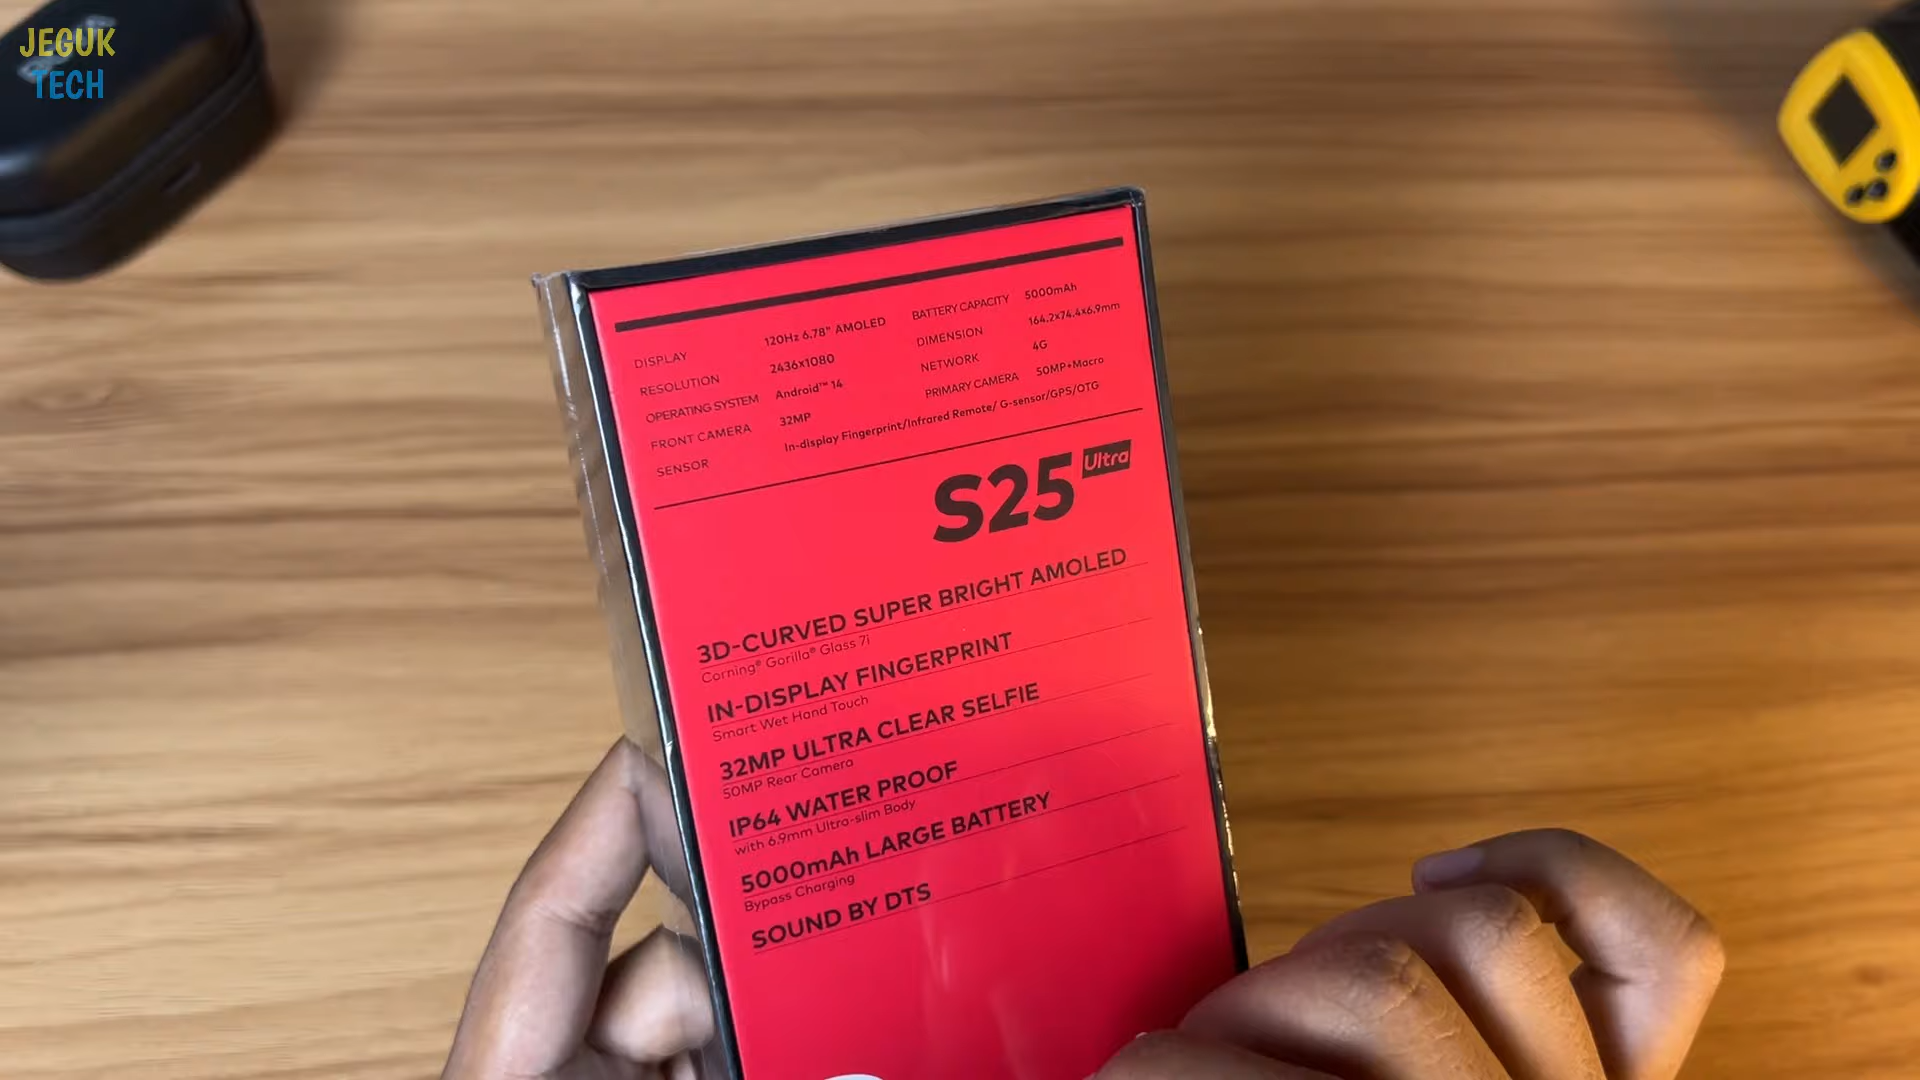 JEGUK
TECH
DISPLAY 120Hz 6.78" AMOLED BATTERY CAPACITY 5000mAh
RESOLUTION 2436x1080 DIMENSION 164.2x74.4x6.9mm
OPERATING SYSTEM Android™ 14 NETWORK 4G
FRONT CAMERA 32MP PRIMARY CAMERA 50MP+Macro
SENSOR In-display Fingerprint/Infrared Remote/ G-sensor/GPS/OTG
S25 Ultra
3D-CURVED SUPER BRIGHT AMOLED
Corning® Gorilla® Glass 7i
IN-DISPLAY FINGERPRINT
Smart Wet Hand Touch
32MP ULTRA CLEAR SELFIE
50MP Rear Camera
IP64 WATER PROOF
with 6.9mm Ultra-slim Body
5000mAh LARGE BATTERY
Bypass Charging
SOUND BY DTS